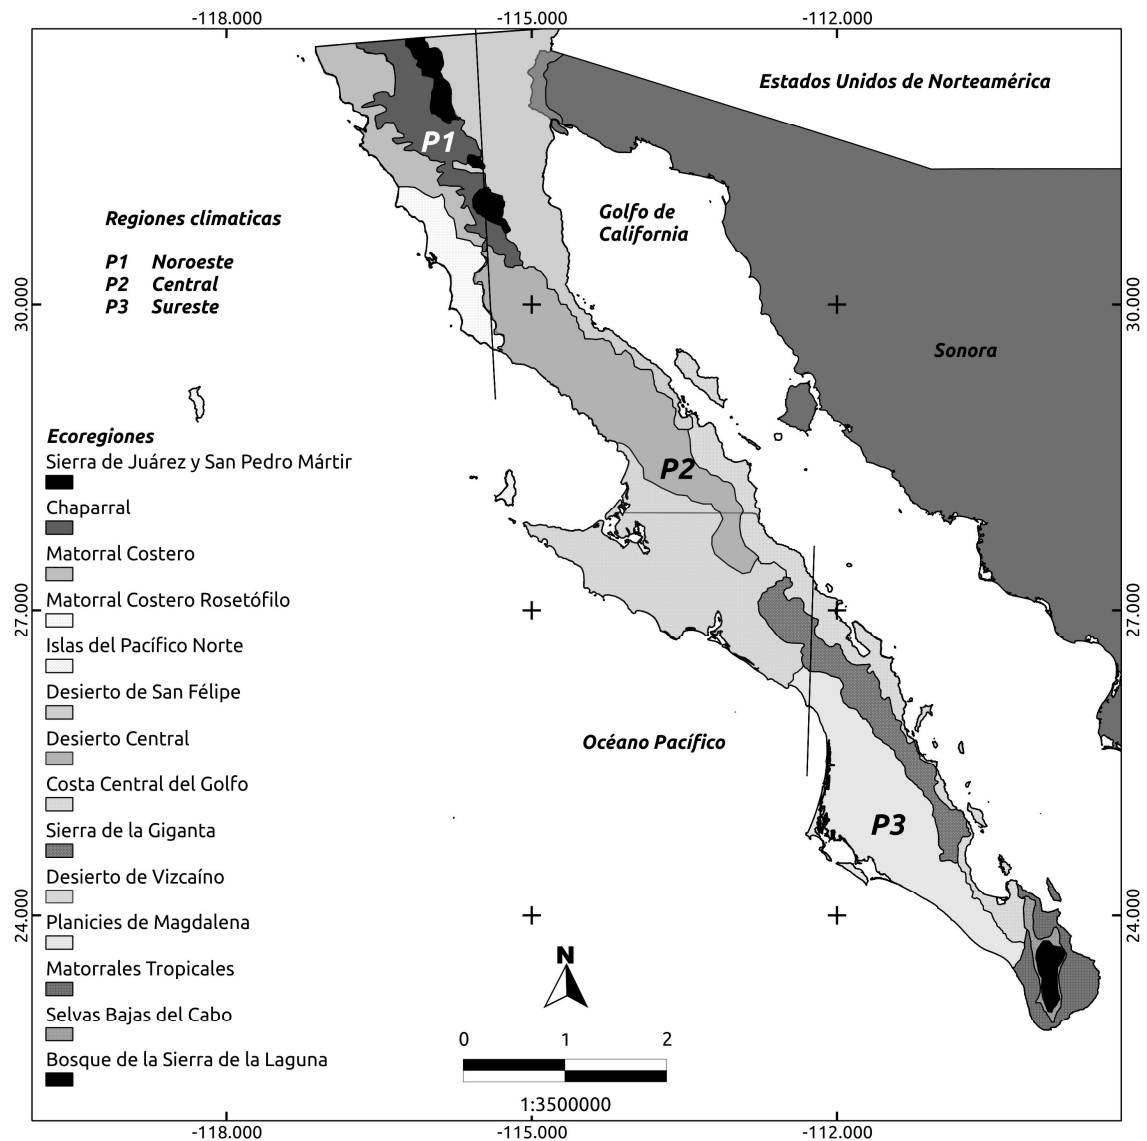 -118.000
-115.000
-112.000
Estados Unidos de Norteamérica
P1
Regiones climaticas
Golfo de
California
P1 Noroeste
P2 Central
P3 Sureste
30.000
30.000
Sonora
Ecoregiones
Sierra de Juárez y San Pedro Mártir
P2
Chaparral
Matorral Costero
Matorral Costero Rosetófilo
27.000
27.000
Islas del Pacífico Norte
Desierto de San Félipe
Desierto Central
Océano Pacífico
Costa Central del Golfo
Sierra de la Giganta
P3
Desierto de Vizcaíno
Planicies de Magdalena
24.000
24.000
Matorrales Tropicales
N
Selvas Bajas del Cabo
Bosque de la Sierra de la Laguna
0 1 2
1:3500000
-118.000
-115.000
-112.000